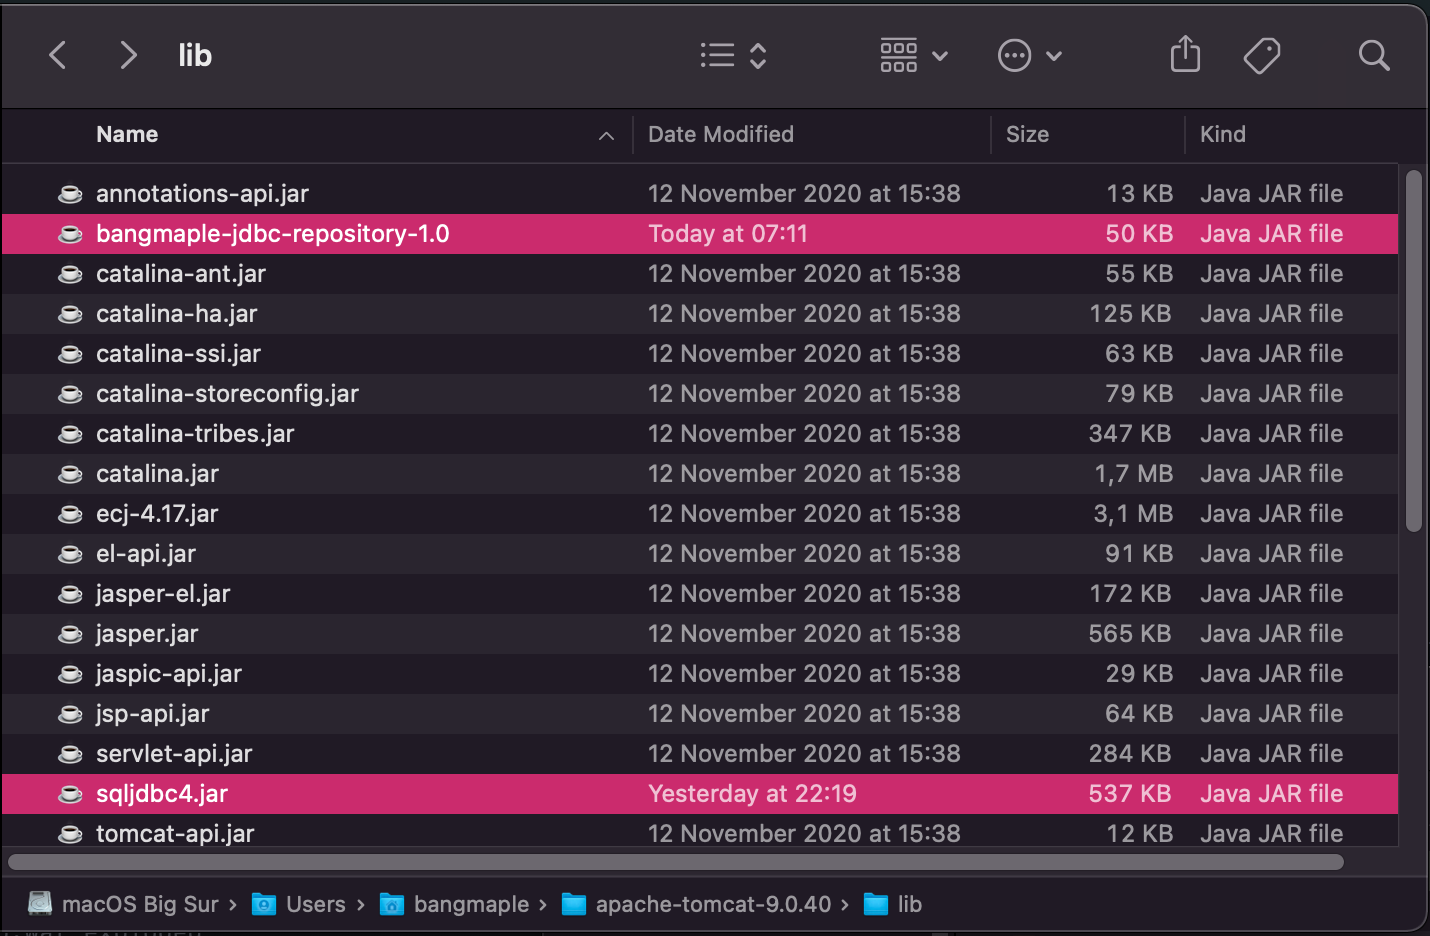 lib
Name Date Modified Size Kind
annotations-api.jar 12 November 2020 at 15:38 13 KB Java JAR file
bangmaple-jdbc-repository-1.0 Today at 07:11 50 KB Java JAR file
catalina-ant.jar 12 November 2020 at 15:38 55 KB Java JAR file
catalina-ha.jar 12 November 2020 at 15:38 125 KB Java JAR file
catalina-ssi.jar 12 November 2020 at 15:38 63 KB Java JAR file
catalina-storeconfig.jar 12 November 2020 at 15:38 79 KB Java JAR file
catalina-tribes.jar 12 November 2020 at 15:38 347 KB Java JAR file
catalina.jar 12 November 2020 at 15:38 1,7 MB Java JAR file
ecj-4.17.jar 12 November 2020 at 15:38 3,1 MB Java JAR file
el-api.jar 12 November 2020 at 15:38 91 KB Java JAR file
jasper-el.jar 12 November 2020 at 15:38 172 KB Java JAR file
jasper.jar 12 November 2020 at 15:38 565 KB Java JAR file
jaspic-api.jar 12 November 2020 at 15:38 29 KB Java JAR file
jsp-api.jar 12 November 2020 at 15:38 64 KB Java JAR file
servlet-api.jar 12 November 2020 at 15:38 284 KB Java JAR file
sqljdbc4.jar Yesterday at 22:19 537 KB Java JAR file
tomcat-api.jar 12 November 2020 at 15:38 12 KB Java JAR file
macOS Big Sur › Users › bangmaple › apache-tomcat-9.0.40 › lib